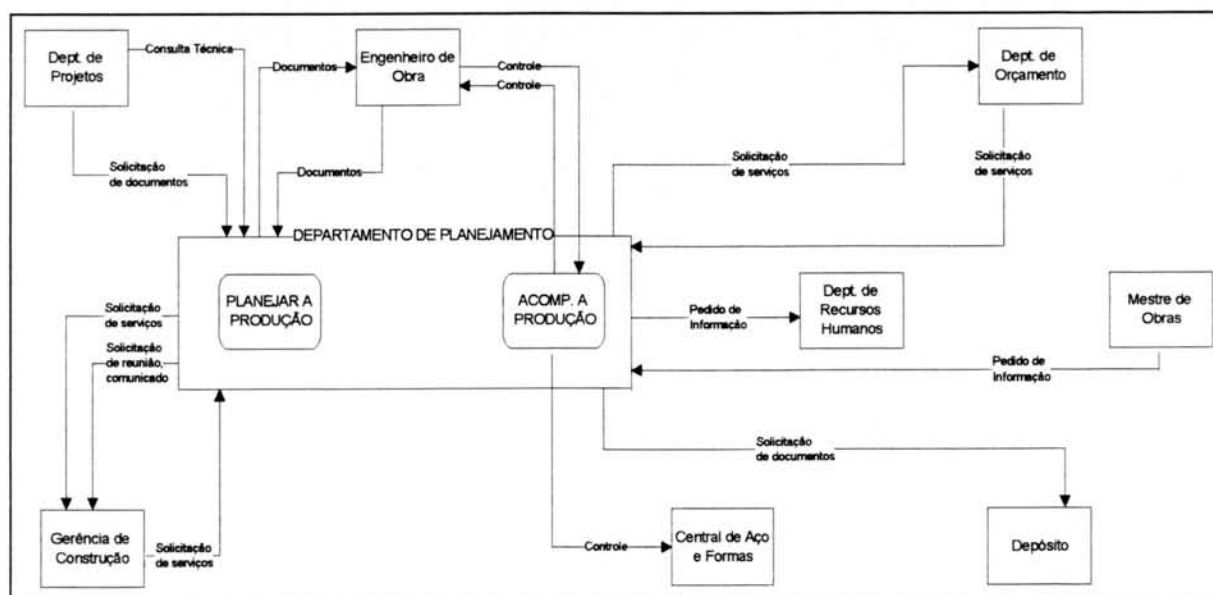 Dept. de
Projetos
Consulta Técnica
Documentos
Engenheiro de
Obra
Controle
Controle
Dept. de
Orçamento
Solicitação
de documentos
Documentos
Solicitação
de serviços
Solicitação
de serviços
DEPARTAMENTO DE PLANEJAMENTO
PLANEJAR A
PRODUÇÃO
ACOMP. A
PRODUÇÃO
Dept. de
Recursos
Humanos
Mestre de
Obras
Solicitação
de serviços
Solicitação
de reunião,
comunicado
Pedido de
Informação
Pedido de
Informação
Solicitação
de documentos
Gerência de
Construção
Solicitação
de serviços
Controle
Central de Aço
e Formas
Depósito